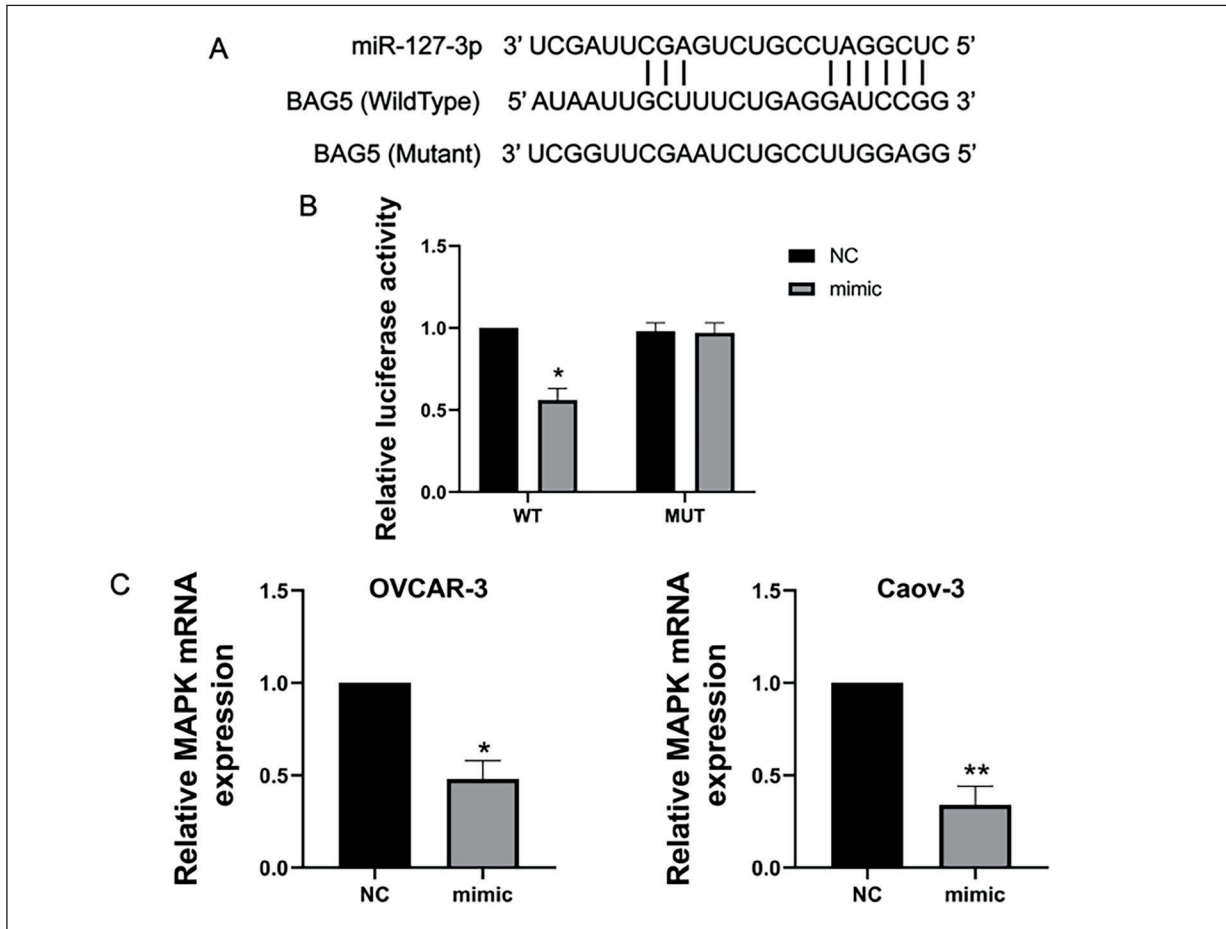 A
miR-127-3p 3’ UCGAUUCGAGUCUGCCUAGGCUC 5’
BAG5 (WildType) 5’ AUAAUUGCUUUCUGAGGAUCCGG 3’
BAG5 (Mutant) 3’ UCGGUUCGAAUCUGCCUUGGAGG 5’
B
Relative luciferase activity
1.5
1.0
0.5
0.0
*
WT
MUT
NC
mimic
C
OVCAR-3
Relative MAPK mRNA
expression
1.5
1.0
0.5
0.0
*
NC
mimic
Caov-3
Relative MAPK mRNA
expression
1.5
1.0
0.5
0.0
**
NC
mimic